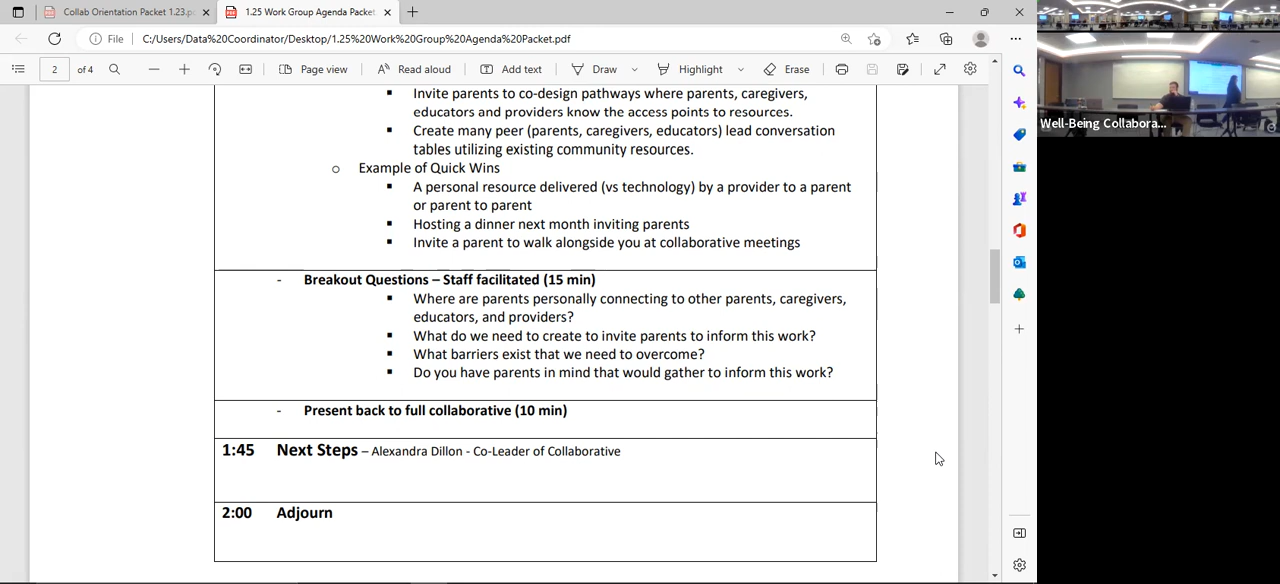 Collab Orientation Packet 1.23.p
1.25 Work Group Agenda Packet
File
C:/Users/Data%20Coordinator/Desktop/1.25%20Work%20Group%20Agenda%20Packet.pdf
2
of 4
Page view
Read aloud
Add text
Draw
Highlight
Erase
Invite parents to co-design pathways where parents, caregivers,
educators and providers know the access points to resources.
Create many peer (parents, caregivers, educators) lead conversation
tables utilizing existing community resources.
Example of Quick Wins
A personal resource delivered (vs technology) by a provider to a parent
or parent to parent
Hosting a dinner next month inviting parents
Invite a parent to walk alongside you at collaborative meetings
- Breakout Questions – Staff facilitated (15 min)
Where are parents personally connecting to other parents, caregivers,
educators, and providers?
What do we need to create to invite parents to inform this work?
What barriers exist that we need to overcome?
Do you have parents in mind that would gather to inform this work?
- Present back to full collaborative (10 min)
1:45 Next Steps – Alexandra Dillon - Co-Leader of Collaborative
2:00 Adjourn
Well-Being Collabora...